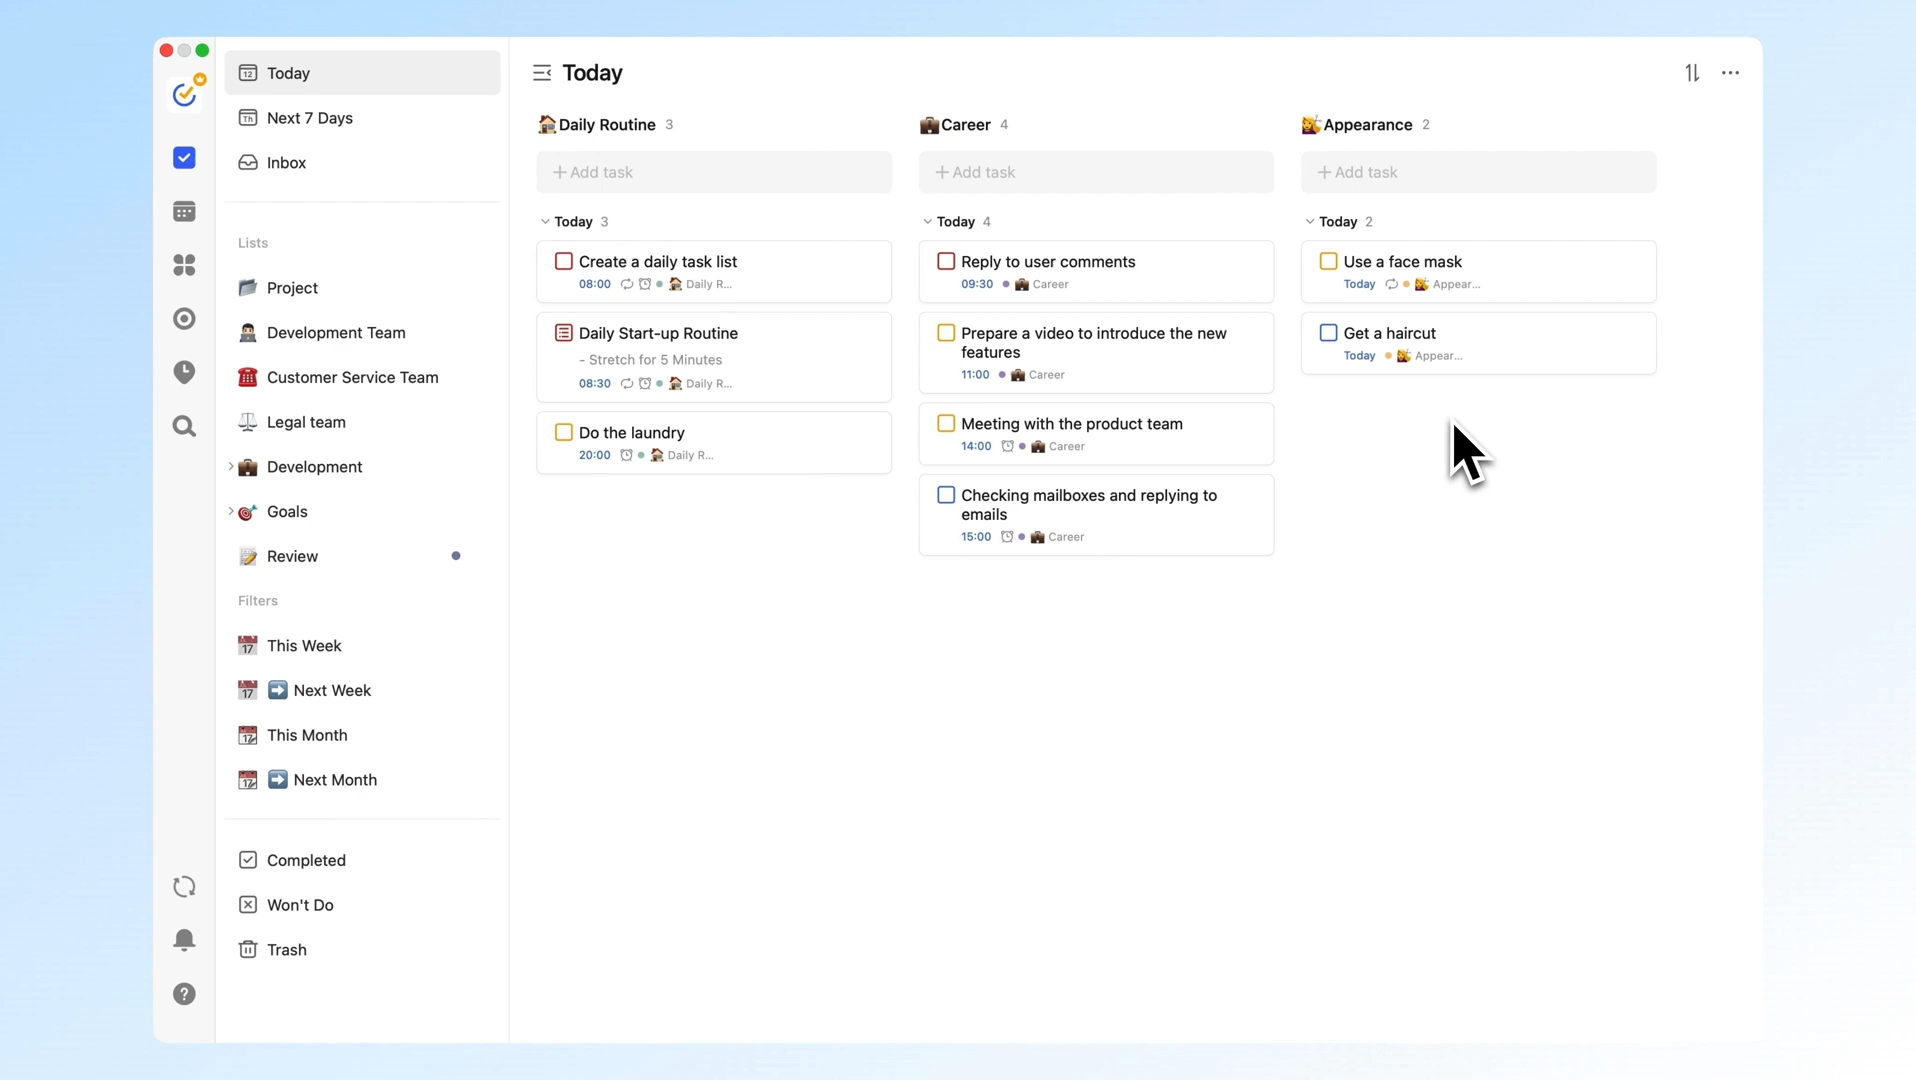 Today
Next 7 Days
Inbox
Lists
Project
Development Team
Customer Service Team
Legal team
Development
Goals
Review
Filters
This Week
Next Week
This Month
Next Month
Completed
Won't Do
Trash
Today
Daily Routine 3
Add task
Today 3
Create a daily task list
08:00 Daily R...
Daily Start-up Routine
- Stretch for 5 Minutes
08:30 Daily R...
Do the laundry
20:00 Daily R...
Career 4
Add task
Today 4
Reply to user comments
09:30 Career
Prepare a video to introduce the new
features
11:00 Career
Meeting with the product team
14:00 Career
Checking mailboxes and replying to
emails
15:00 Career
Appearance 2
Add task
Today 2
Use a face mask
Today Appear...
Get a haircut
Today Appear...